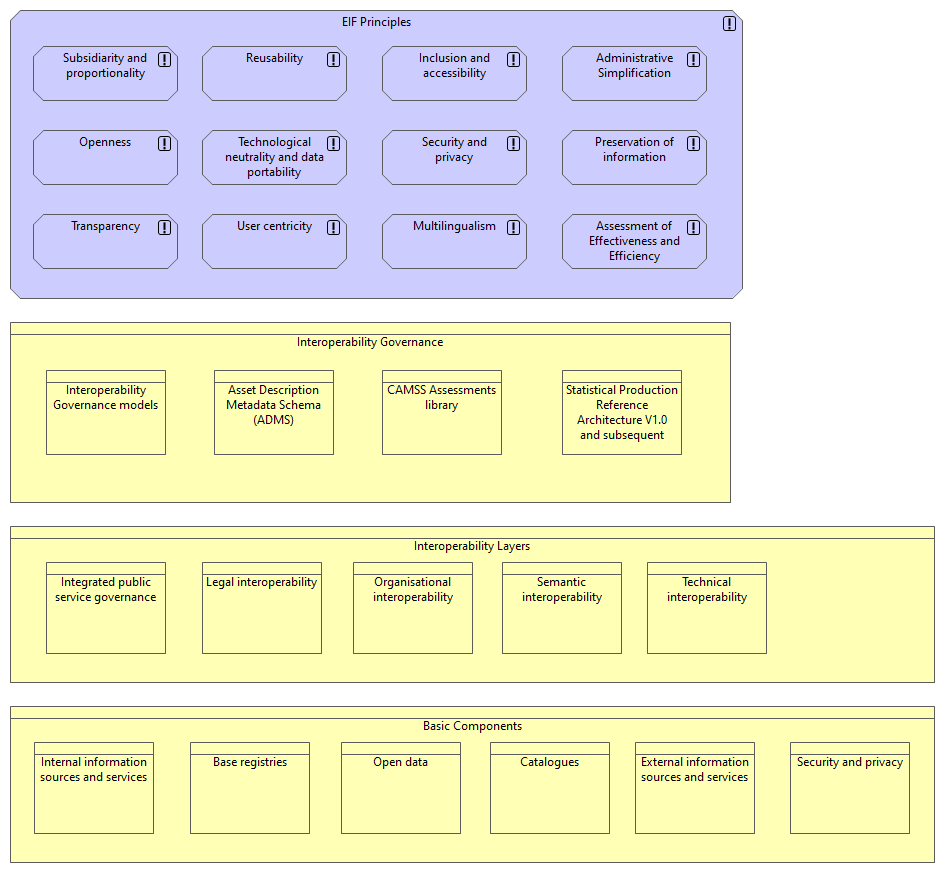 EIF Principles
Subsidiarity and
proportionality
Reusability
Inclusion and
accessibility
Administrative
Simplification
Openness
Technological
neutrality and data
portability
Security and
privacy
Preservation of
information
Transparency
User centricity
Multilingualism
Assessment of
Effectiveness and
Efficiency
Interoperability Governance
Interoperability
Governance models
Asset Description
Metadata Schema
(ADMS)
CAMSS Assessments
library
Statistical Production
Reference
Architecture V1.0
and subsequent
Interoperability Layers
Integrated public
service governance
Legal interoperability
Organisational
interoperability
Semantic
interoperability
Technical
interoperability
Basic Components
Internal information
sources and services
Base registries
Open data
Catalogues
External information
sources and services
Security and privacy